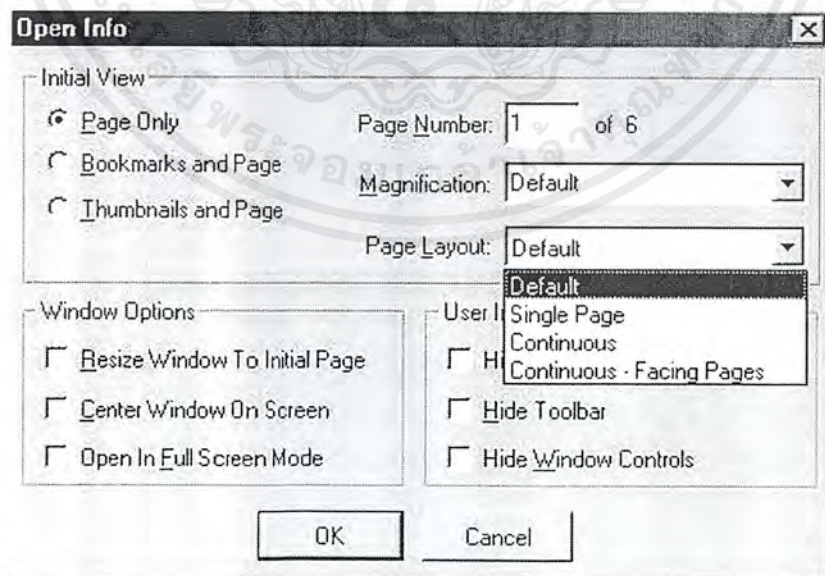 Open Info
Initial View
Page Only
Page Number: 1 of 6
Bookmarks and Page
Magnification: Default
Thumbnails and Page
Page Layout: Default
Default
Single Page
Continuous
Continuous - Facing Pages
Window Options
User I
Resize Window To Initial Page
Hi
Center Window On Screen
Hide Toolbar
Open In Full Screen Mode
Hide Window Controls
OK
Cancel